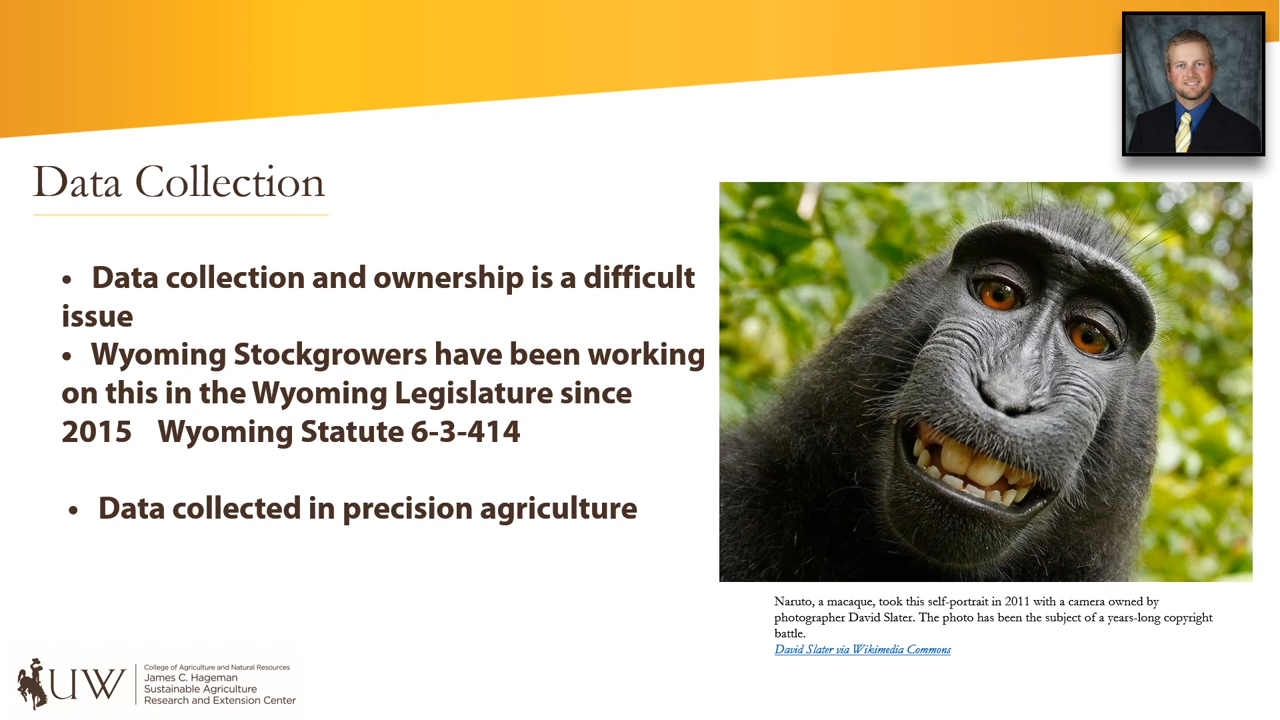 Data Collection
• Data collection and ownership is a difficult
issue
• Wyoming Stockgrowers have been working
on this in the Wyoming Legislature since
2015 Wyoming Statute 6-3-414
• Data collected in precision agriculture
Naruto, a macaque, took this self-portrait in 2011 with a camera owned by
photographer David Slater. The photo has been the subject of a years-long copyright
battle.
David Slater via Wikimedia Commons
UW
College of Agriculture and Natural Resources
James C. Hageman
Sustainable Agriculture
Research and Extension Center